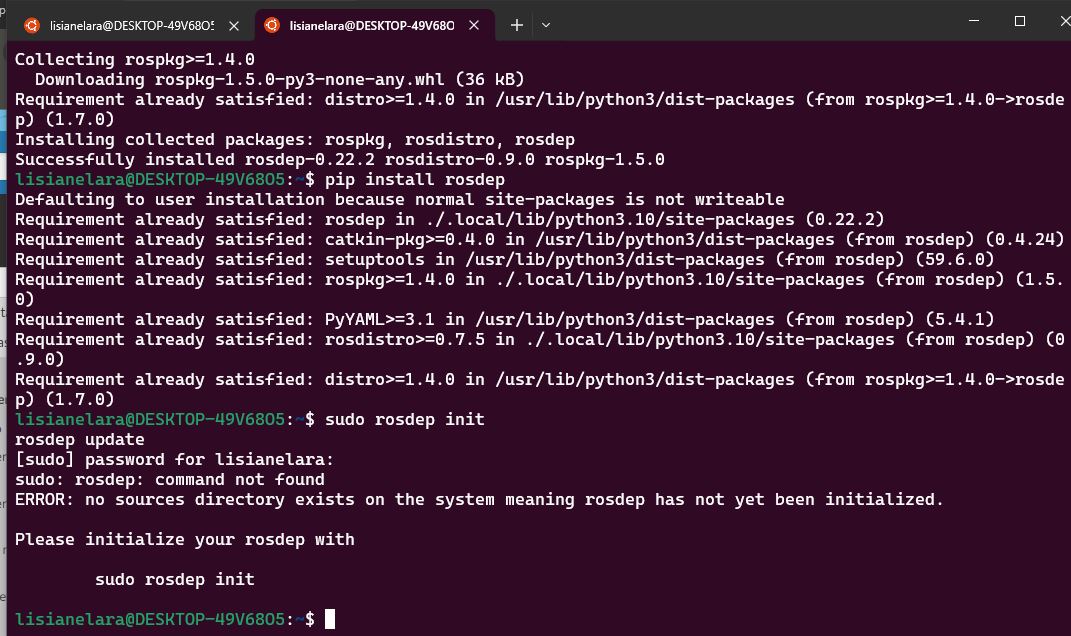 lisianelara@DESKTOP-49V68O5
lisianelara@DESKTOP-49V68O
Collecting rospkg>=1.4.0
  Downloading rospkg-1.5.0-py3-none-any.whl (36 kB)
Requirement already satisfied: distro>=1.4.0 in /usr/lib/python3/dist-packages (from rospkg>=1.4.0->rosde
p) (1.7.0)
Installing collected packages: rospkg, rosdistro, rosdep
Successfully installed rosdep-0.22.2 rosdistro-0.9.0 rospkg-1.5.0
lisianelara@DESKTOP-49V68O5:~$ pip install rosdep
Defaulting to user installation because normal site-packages is not writeable
Requirement already satisfied: rosdep in ./.local/lib/python3.10/site-packages (0.22.2)
Requirement already satisfied: catkin-pkg>=0.4.0 in /usr/lib/python3/dist-packages (from rosdep) (0.4.24)
Requirement already satisfied: setuptools in /usr/lib/python3/dist-packages (from rosdep) (59.6.0)
Requirement already satisfied: rospkg>=1.4.0 in ./.local/lib/python3.10/site-packages (from rosdep) (1.5.
0)
Requirement already satisfied: PyYAML>=3.1 in /usr/lib/python3/dist-packages (from rosdep) (5.4.1)
Requirement already satisfied: rosdistro>=0.7.5 in ./.local/lib/python3.10/site-packages (from rosdep) (0
.9.0)
Requirement already satisfied: distro>=1.4.0 in /usr/lib/python3/dist-packages (from rospkg>=1.4.0->rosde
p) (1.7.0)
lisianelara@DESKTOP-49V68O5:~$ sudo rosdep init
rosdep update
[sudo] password for lisianelara:
sudo: rosdep: command not found
ERROR: no sources directory exists on the system meaning rosdep has not yet been initialized.
Please initialize your rosdep with
        sudo rosdep init
lisianelara@DESKTOP-49V68O5:~$